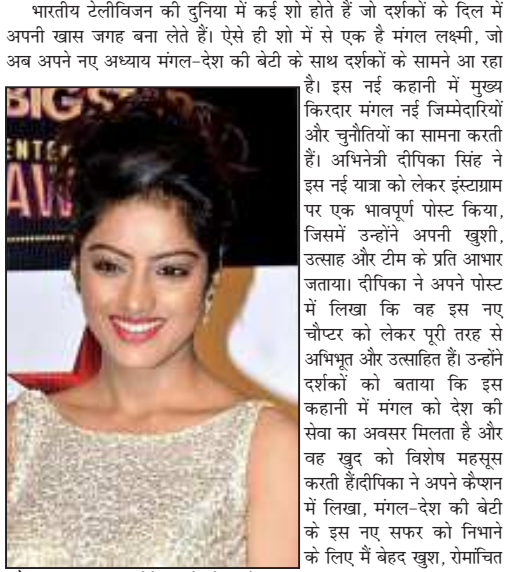 भारतीय टेलीविजन की दुनिया में कई शो होते हैं जो दर्शकों के दिल में
अपनी खास जगह बना लेते हैं। ऐसे ही शो में से एक है मंगल लक्ष्मी, जो
अब अपने नए अध्याय मंगल-देश की बेटी के साथ दर्शकों के सामने आ रहा
है। इस नई कहानी में मुख्य
किरदार मंगल नई जिम्मेदारियों
और चुनौतियों का सामना करती
हैं। अभिनेत्री दीपिका सिंह ने
इस नई यात्रा को लेकर इंस्टाग्राम
पर एक भावपूर्ण पोस्ट किया,
जिसमें उन्होंने अपनी खुशी,
उत्साह और टीम के प्रति आभार
जताया। दीपिका ने अपने पोस्ट
में लिखा कि वह इस नए
चौप्टर को लेकर पूरी तरह से
अभिभूत और उत्साहित हैं। उन्होंने
दर्शकों को बताया कि इस
कहानी में मंगल को देश की
सेवा का अवसर मिलता है और
वह खुद को विशेष महसूस
करती हैं।दीपिका ने अपने कैप्शन
में लिखा, मंगल-देश की बेटी
के इस नए सफर को निभाने
के लिए मैं बेहद खुश, रोमांचित
BIG
ENTE
AW